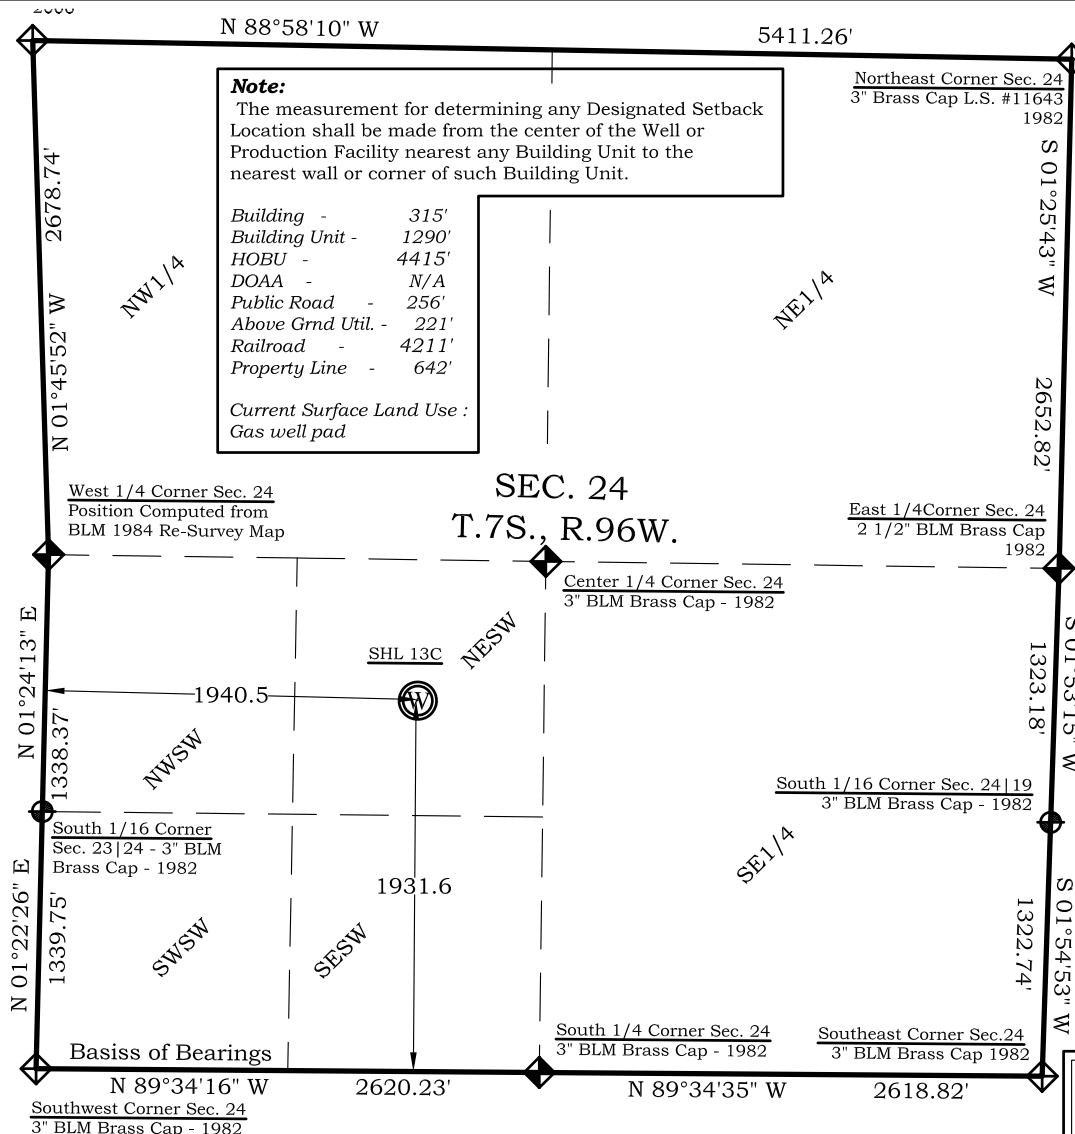 N 88°58'10" W
5411.26'
Northeast Corner Sec. 24
3" Brass Cap L.S. #11643
1982
Note:
The measurement for determining any Designated Setback
Location shall be made from the center of the Well or
Production Facility nearest any Building Unit to the
nearest wall or corner of such Building Unit.
Building - 315'
Building Unit - 1290'
HOBU - 4415'
DOAA - N/A
Public Road - 256'
Above Grnd Util. - 221'
Railroad - 4211'
Property Line - 642'
Current Surface Land Use :
Gas well pad
2678.74'
N 01°45'52" W
NW1/4
NE1/4
S 01°25'43" W
2652.82'
SEC. 24
T.7S., R.96W.
West 1/4 Corner Sec. 24
Position Computed from
BLM 1984 Re-Survey Map
East 1/4Corner Sec. 24
2 1/2" BLM Brass Cap
1982
Center 1/4 Corner Sec. 24
3" BLM Brass Cap - 1982
NESW
SHL 13C
W
1940.5
N 01°24'13" E
1338.37'
NWSW
S 01°53'15" W
1323.18'
South 1/16 Corner Sec. 24|19
3" BLM Brass Cap - 1982
South 1/16 Corner
Sec. 23|24 - 3" BLM
Brass Cap - 1982
SE1/4
1931.6
N 01°22'26" E
1339.75'
SWSW
SESW
1322.74'
S 01°54'53" W
South 1/4 Corner Sec. 24
3" BLM Brass Cap - 1982
Southeast Corner Sec.24
3" BLM Brass Cap 1982
Basiss of Bearings
N 89°34'16" W
2620.23'
N 89°34'35" W
2618.82'
Southwest Corner Sec. 24
3" BLM Brass Cap - 1982